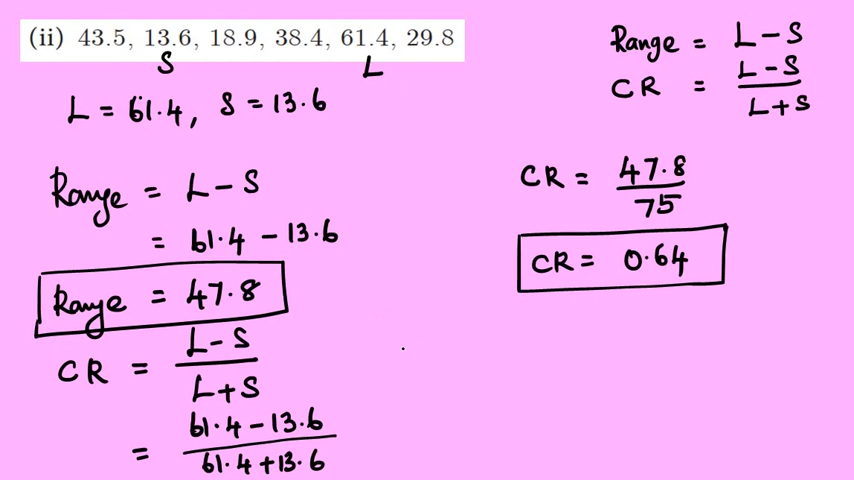 (ii) 43.5, 13.6, 18.9, 38.4, 61.4, 29.8
S L
L = 61.4, S = 13.6
Range = L - S
= 61.4 - 13.6
Range = 47.8
CR = L - S / L + S
= 61.4 - 13.6 / 61.4 + 13.6
Range = L - S
CR = L - S / L + S
CR = 47.8 / 75
CR = 0.64